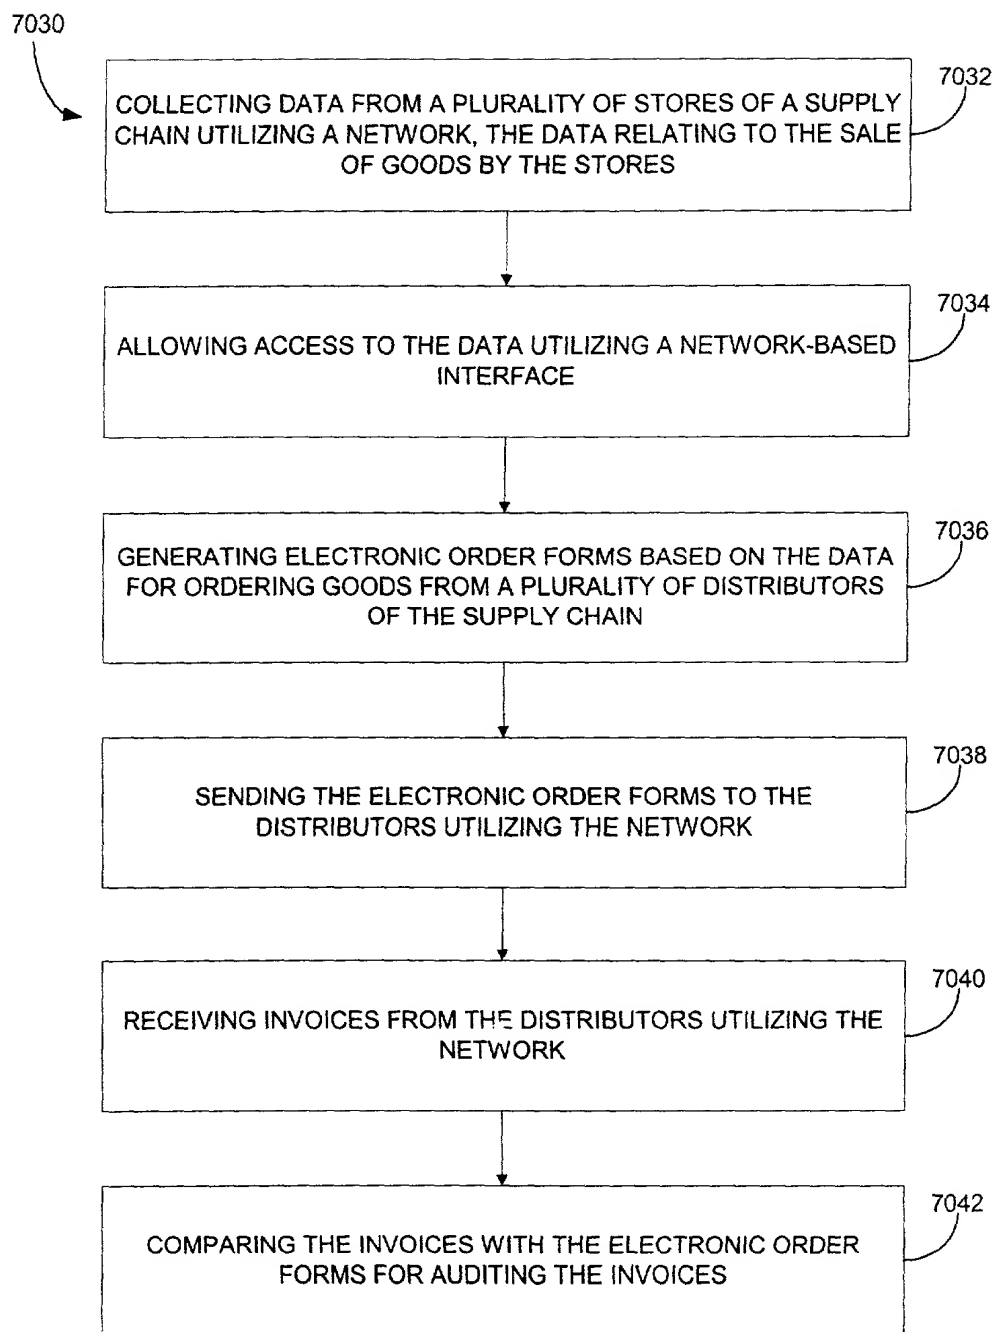 7030
7032
COLLECTING DATA FROM A PLURALITY OF STORES OF A SUPPLY
CHAIN UTILIZING A NETWORK, THE DATA RELATING TO THE SALE
OF GOODS BY THE STORES
7034
ALLOWING ACCESS TO THE DATA UTILIZING A NETWORK-BASED
INTERFACE
7036
GENERATING ELECTRONIC ORDER FORMS BASED ON THE DATA
FOR ORDERING GOODS FROM A PLURALITY OF DISTRIBUTORS
OF THE SUPPLY CHAIN
7038
SENDING THE ELECTRONIC ORDER FORMS TO THE
DISTRIBUTORS UTILIZING THE NETWORK
7040
RECEIVING INVOICES FROM THE DISTRIBUTORS UTILIZING THE
NETWORK
7042
COMPARING THE INVOICES WITH THE ELECTRONIC ORDER
FORMS FOR AUDITING THE INVOICES